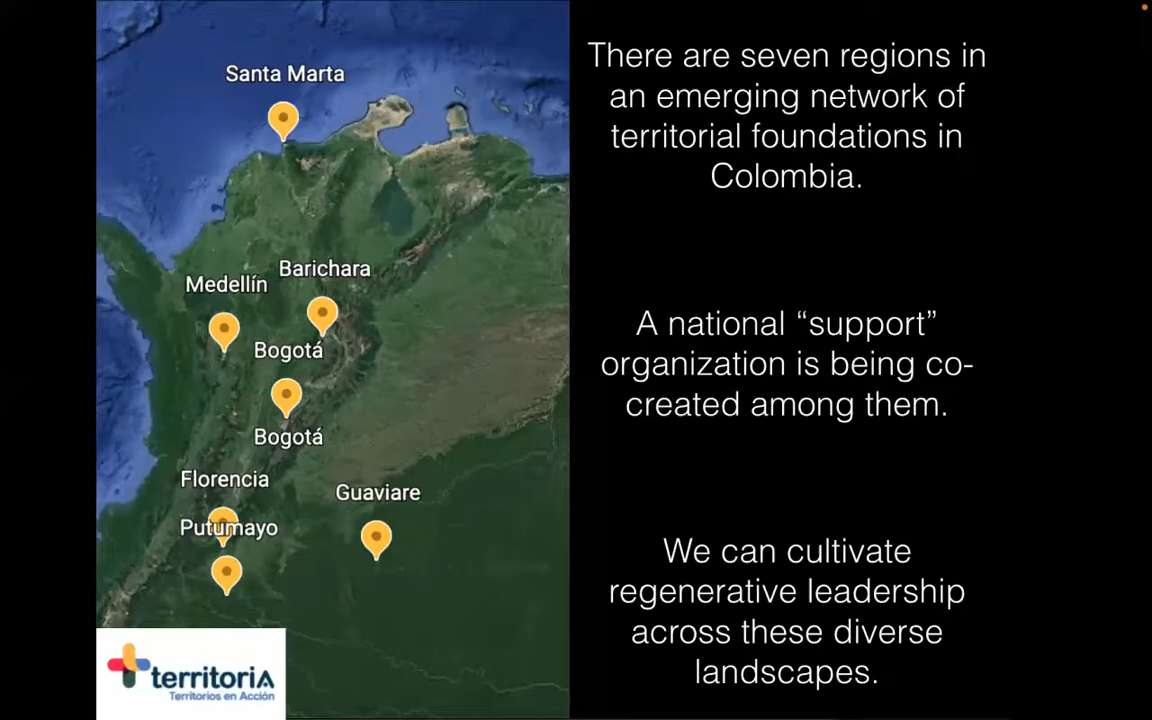 Santa Marta
Barichara
Medellín
Bogotá
Bogotá
Florencia
Guaviare
Putumayo
territoriA
Territorios en Acción
There are seven regions in
an emerging network of
territorial foundations in
Colombia.
A national “support”
organization is being co-
created among them.
We can cultivate
regenerative leadership
across these diverse
landscapes.